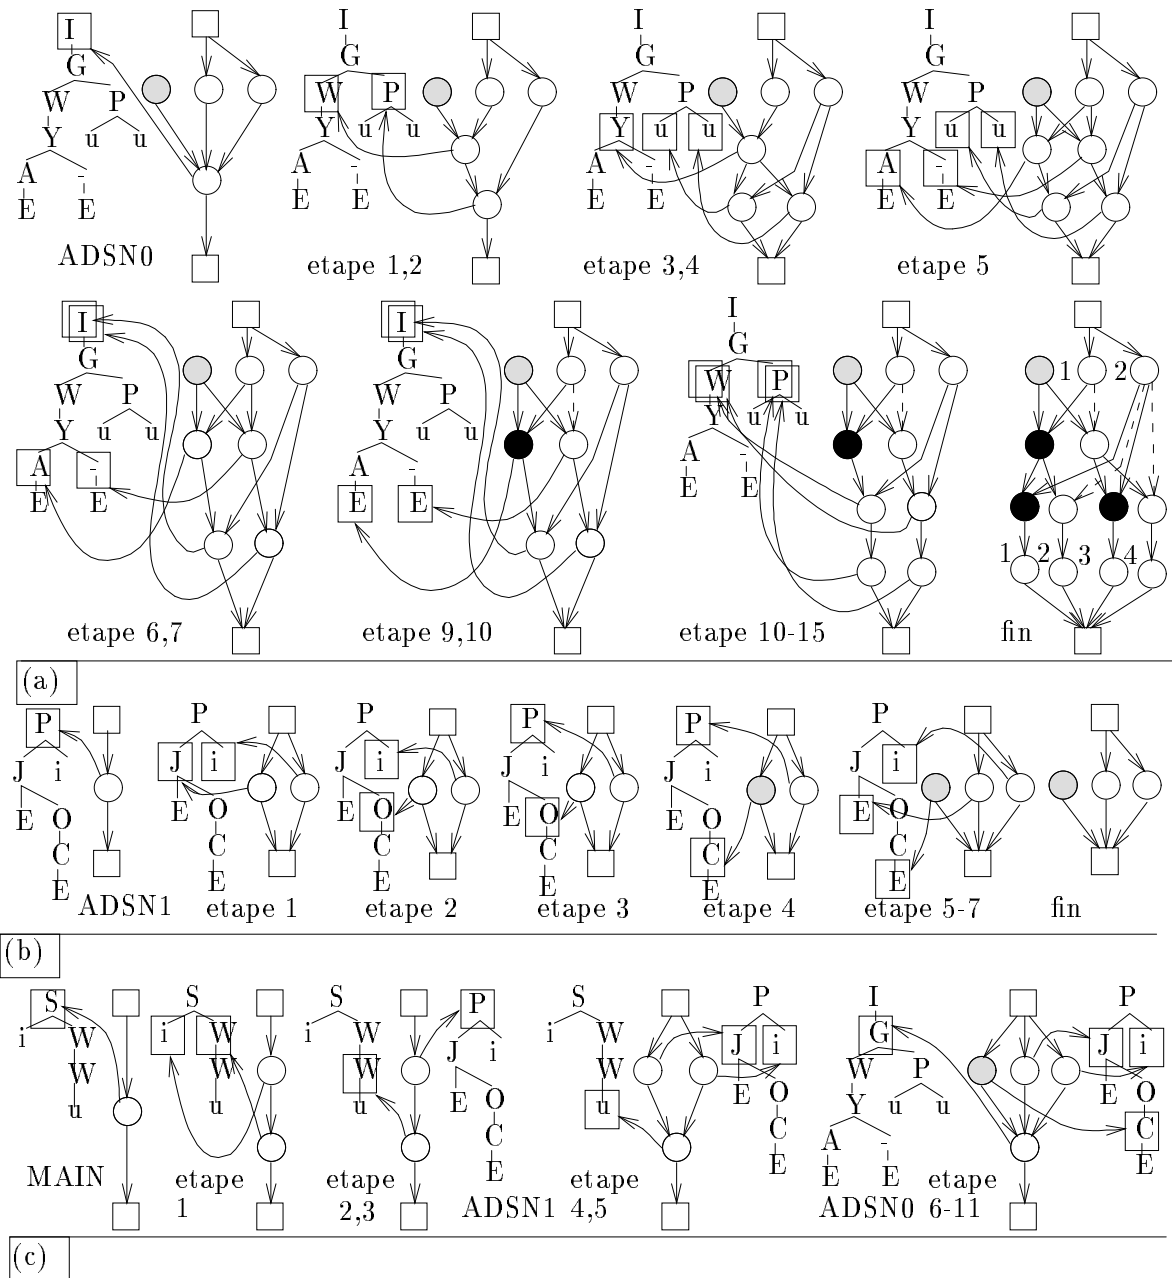 I I I I
G G G G
W P W P W P W P
Y u u Y u u Y u u Y u u
A - A - A - A -
E E E E E E E E
ADSN0 etape 1,2 etape 3,4 etape 5
I I I
G G G
W P W P W P 1 2
Y u u Y u u Y u u
A - A - A -
E E E E E E
1 2 3 4
etape 6,7 etape 9,10 etape 10-15 fin
(a)
P P P P P P
J i J i J i J i J i J i
E O E O E O E O E O E O
C C C C C C
E E E E E E
ADSN1 etape 1 etape 2 etape 3 etape 4 etape 5-7 fin
(b)
S S S P S P I P
i W i W i W J i i W J i G J i
W W W E O W E O W P E O
u u u C u C Y u u C
E E A - E
E E
MAIN etape etape ADSN1 etape ADSN0 etape
1 2,3 4,5 6-11
(c)